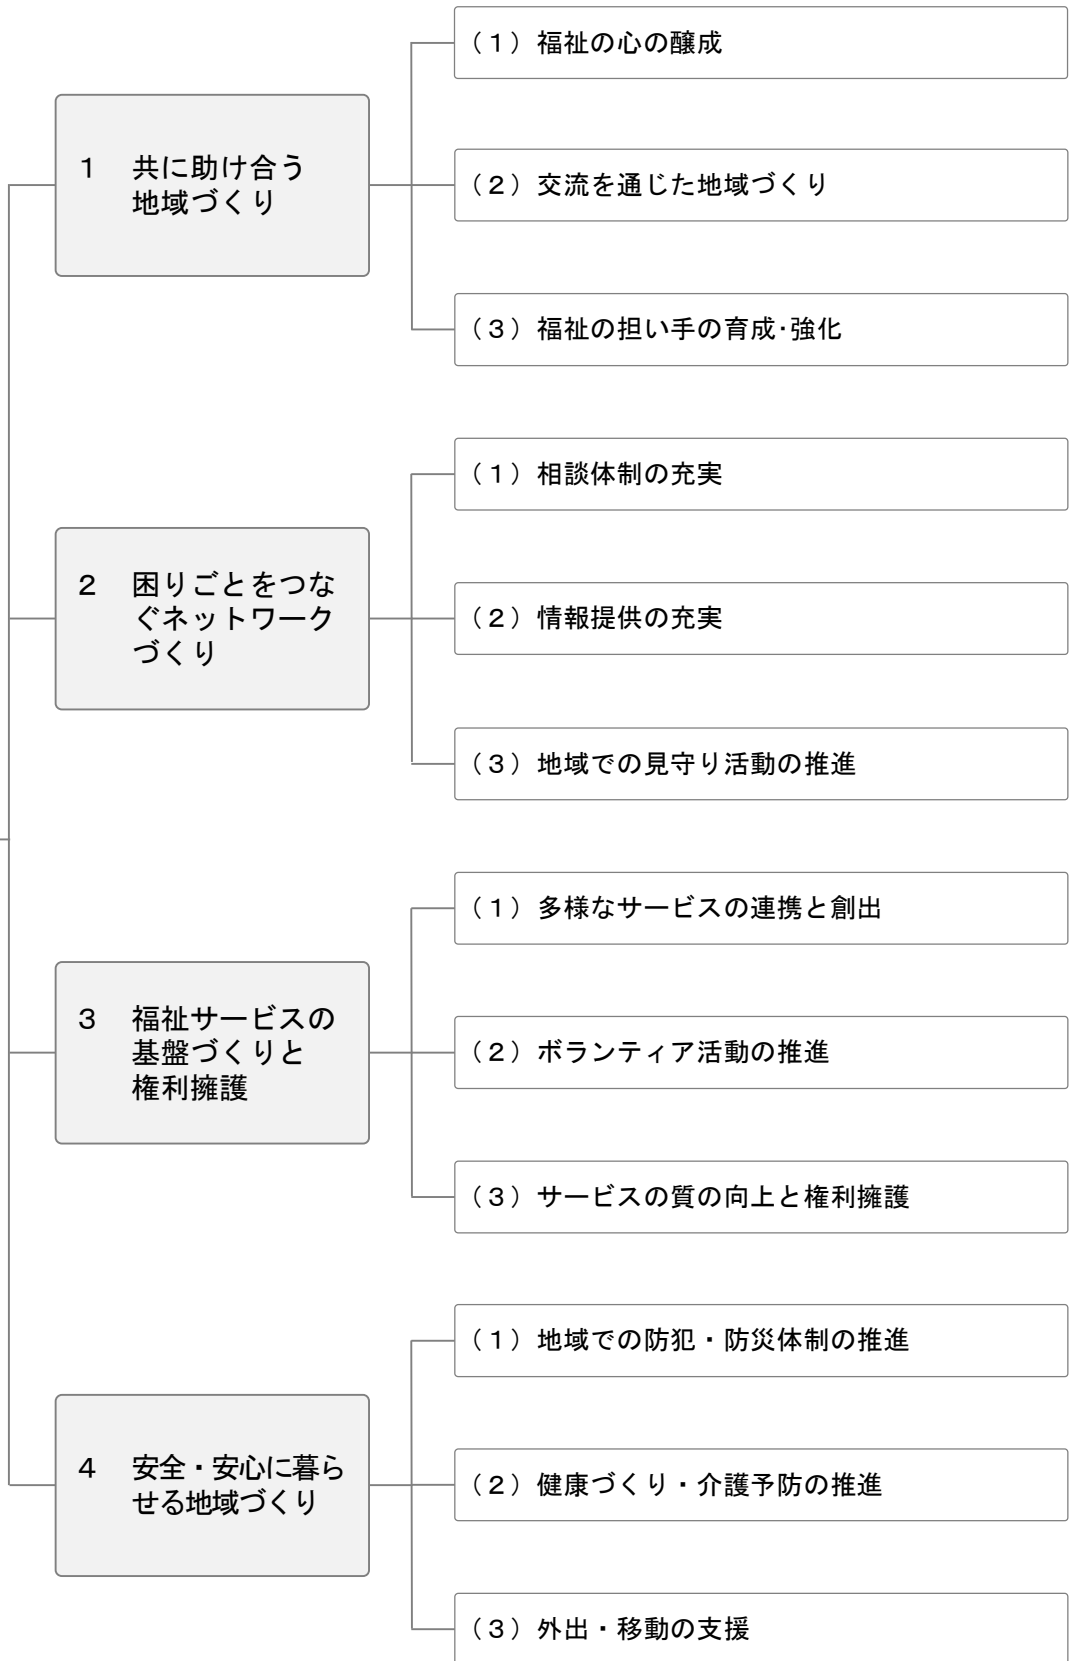 1 共に助け合う
地域づくり
（1）福祉の心の醸成
（2）交流を通じた地域づくり
（3）福祉の担い手の育成･強化
2 困りごとをつな
ぐネットワーク
づくり
（1）相談体制の充実
（2）情報提供の充実
（3）地域での見守り活動の推進
3 福祉サービスの
基盤づくりと
権利擁護
（1）多様なサービスの連携と創出
（2）ボランティア活動の推進
（3）サービスの質の向上と権利擁護
4 安全・安心に暮ら
せる地域づくり
（1）地域での防犯・防災体制の推進
（2）健康づくり・介護予防の推進
（3）外出・移動の支援